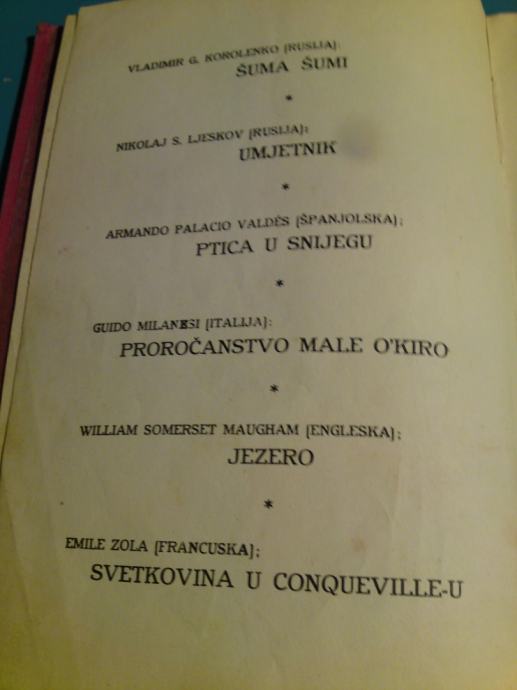 VLADIMIR G. KOROLENKO [RUSIJA]:
ŠUMA ŠUMI
*
NIKOLAJ S. LJESKOV [RUSIJA]:
UMJETNIK
*
ARMANDO PALACIO VALDÉS [ŠPANJOLSKA];
PTICA U SNIJEGU
*
GUIDO MILANESI [ITALIJA]:
PROROČANSTVO MALE O'KIRO
*
WILLIAM SOMERSET MAUGHAM [ENGLESKA];
JEZERO
*
EMILE ZOLA [FRANCUSKA];
SVETKOVINA U CONQUEVILLE-U